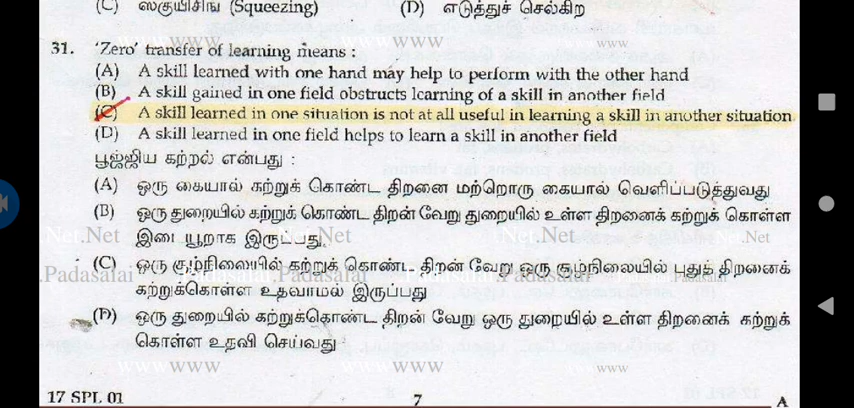 (C) ஸ்குயிசிங் (Squeezing) (D) எடுத்துச் செல்கிற
31. 'Zero' transfer of learning means :
(A) A skill learned with one hand may help to perform with the other hand
(B) A skill gained in one field obstructs learning of a skill in another field
(C) A skill learned in one situation is not at all useful in learning a skill in another situation
(D) A skill learned in one field helps to learn a skill in another field
பூஜ்ஜிய கற்றல் என்பது :
(A) ஒரு கையால் கற்றுக் கொண்ட திறனை மற்றொரு கையால் வெளிப்படுத்துவது
(B) ஒரு துறையில் கற்றுக் கொண்ட திறன் வேறு துறையில் உள்ள திறனைக் கற்றுக் கொள்ள
இடையூறாக இருப்பது
(C) ஒரு சூழ்நிலையில் கற்றுக் கொண்ட திறன் வேறு ஒரு சூழ்நிலையில் புதுத் திறனைக்
கற்றுக்கொள்ள உதவாமல் இருப்பது
(D) ஒரு துறையில் கற்றுக்கொண்ட திறன் வேறு ஒரு துறையில் உள்ள திறனைக் கற்றுக்
கொள்ள உதவி செய்வது
17 SPL 01 7 A